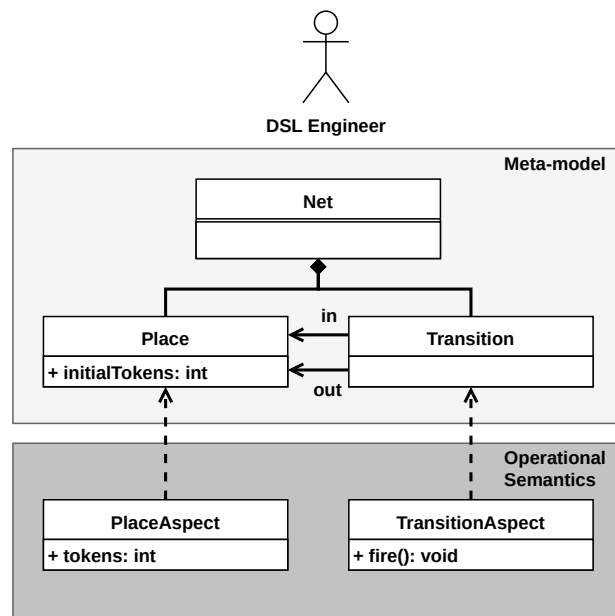 DSL Engineer
Meta-model
Net
in
Place
Transition
+ initialTokens: int
out
Operational
Semantics
PlaceAspect
TransitionAspect
+ tokens: int
+ fire(): void